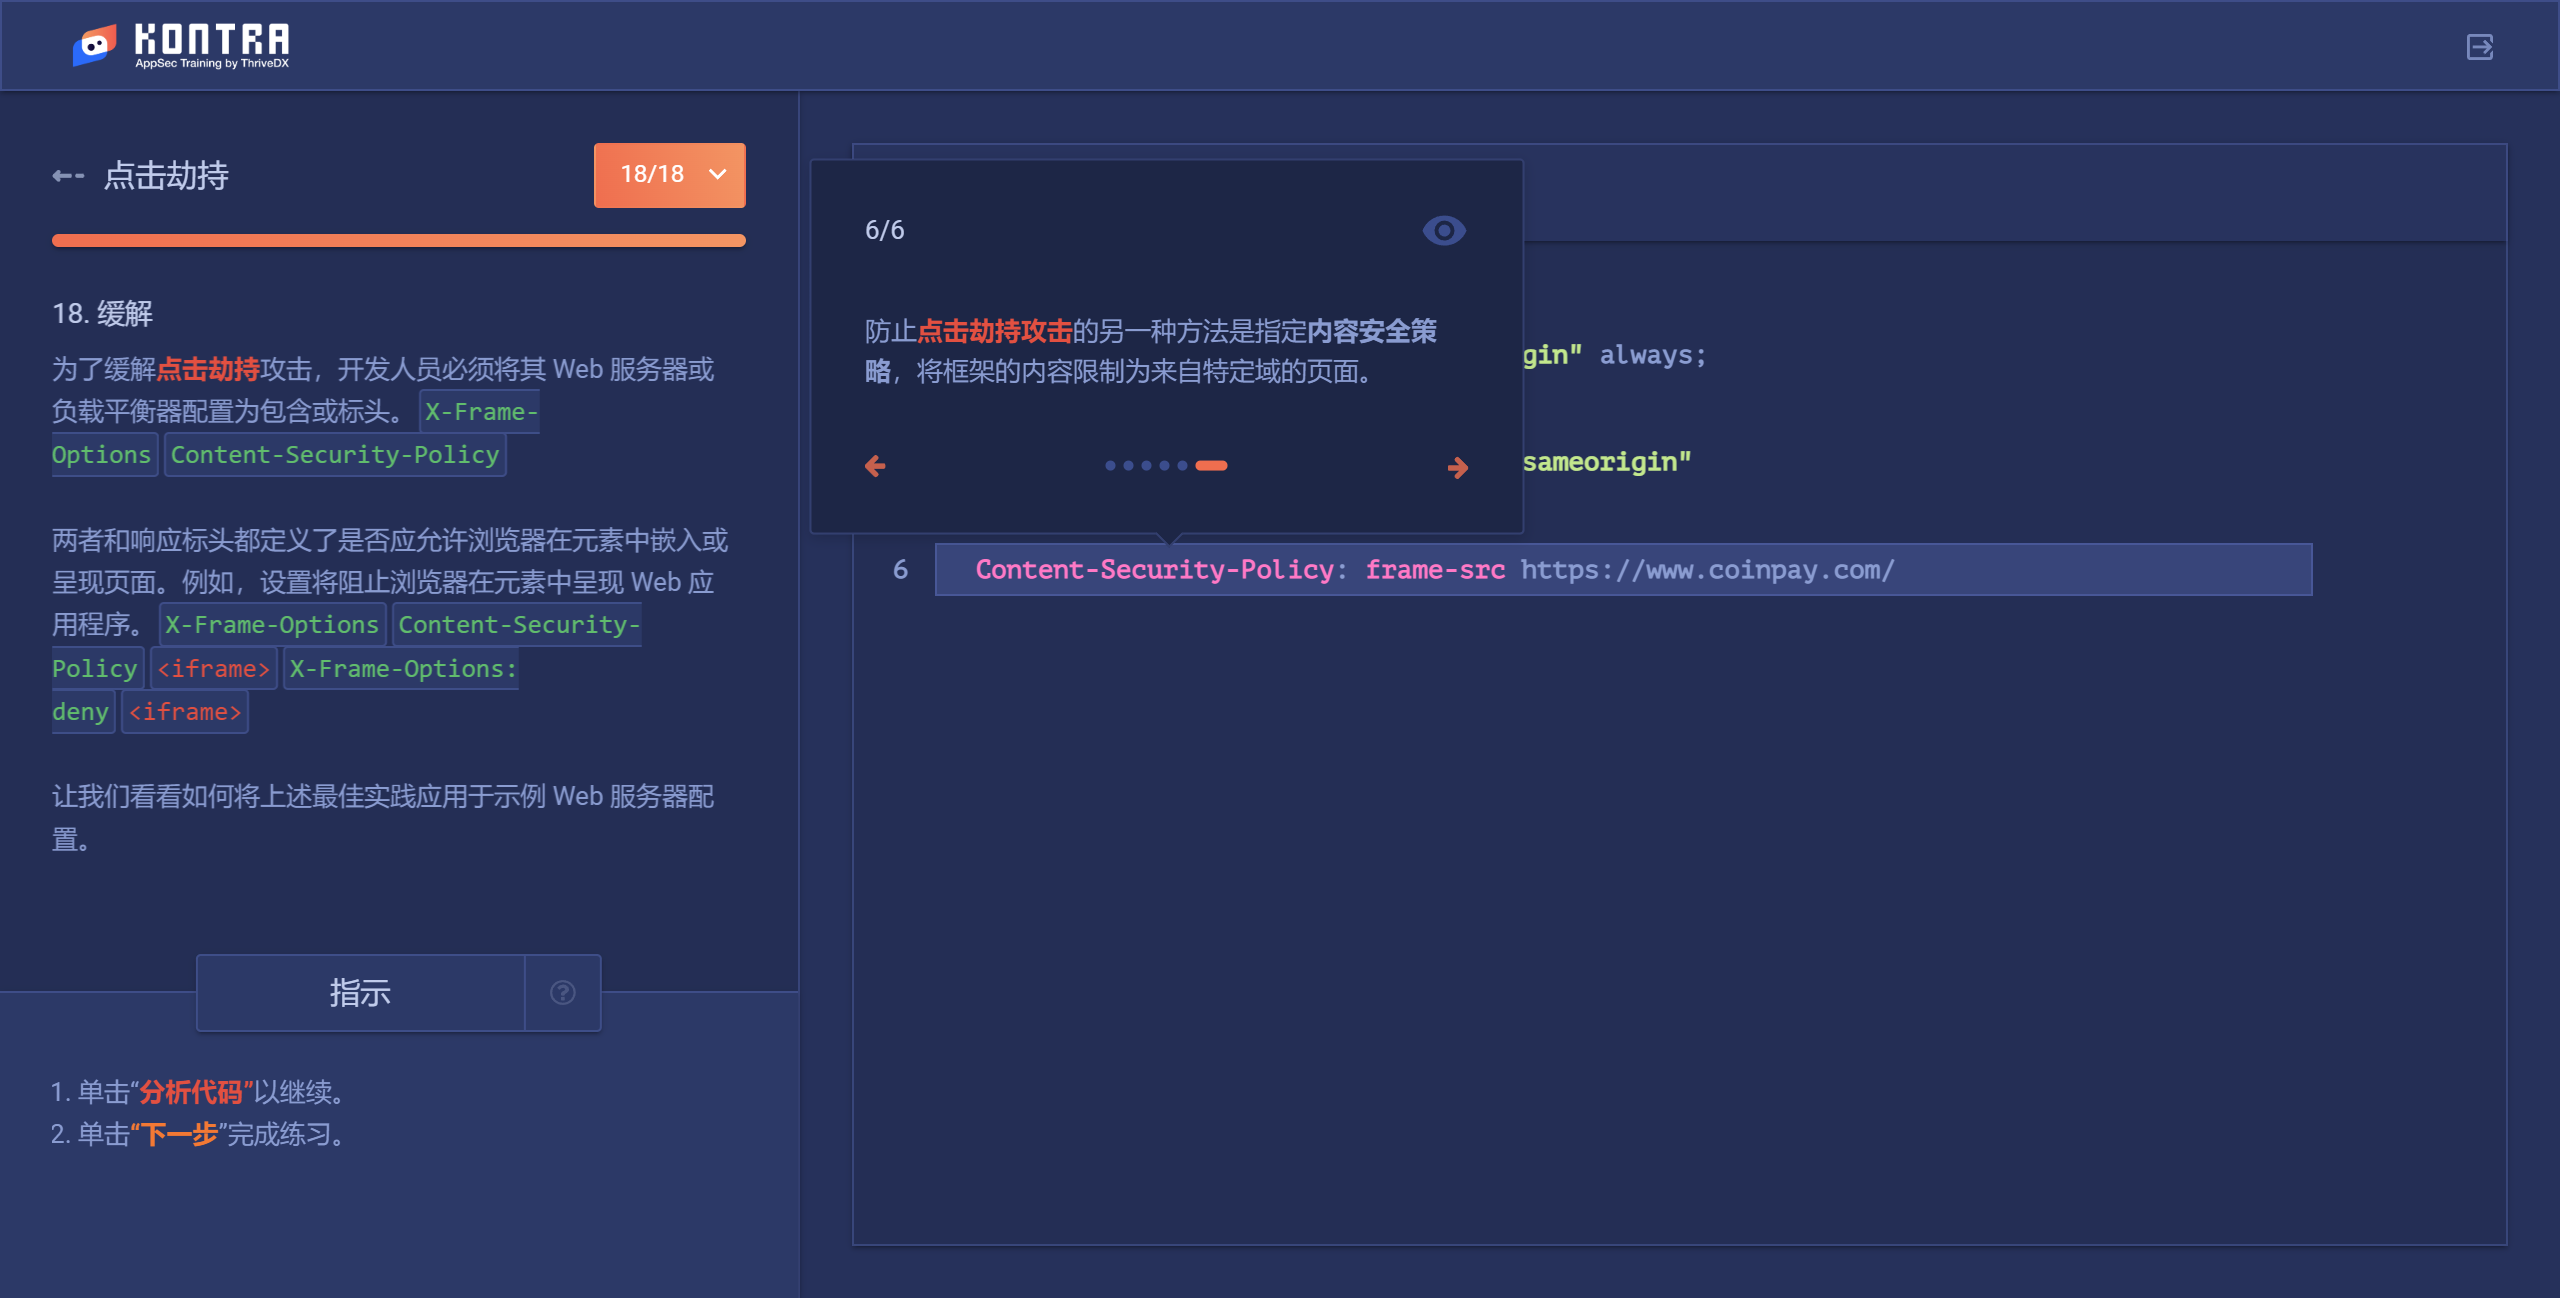 KONTRA
AppSec Training by ThriveDX
点击劫持
18/18
18. 缓解
为了缓解点击劫持攻击，开发人员必须将其 Web 服务器或
负载平衡器配置为包含或标头。 X-Frame-
Options Content-Security-Policy
两者和响应标头都定义了是否应允许浏览器在元素中嵌入或
呈现页面。例如，设置将阻止浏览器在元素中呈现 Web 应
用程序。 X-Frame-Options Content-Security-
Policy <iframe> X-Frame-Options:
deny <iframe>
让我们看看如何将上述最佳实践应用于示例 Web 服务器配
置。
指示
1. 单击“分析代码”以继续。
2. 单击“下一步”完成练习。
6/6
防止点击劫持攻击的另一种方法是指定内容安全策
略，将框架的内容限制为来自特定域的页面。
gin" always;
sameorigin"
6 Content-Security-Policy: frame-src https://www.coinpay.com/